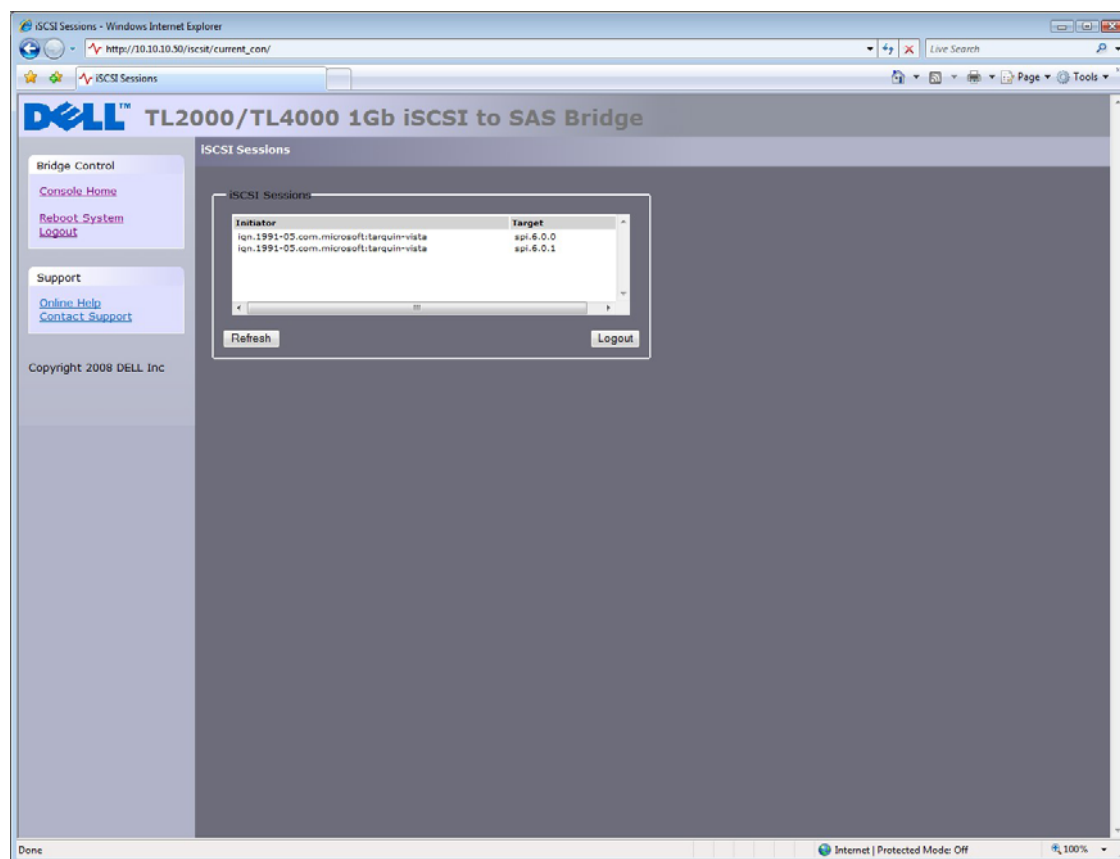 iSCSI Sessions - Windows Internet Explorer
http://10.10.10.50/iscsit/current_con/
Live Search
iSCSI Sessions
Page
Tools
DELL™ TL2000/TL4000 1Gb iSCSI to SAS Bridge
iSCSI Sessions
Bridge Control
Console Home
Reboot System
Logout
Support
Online Help
Contact Support
Copyright 2008 DELL Inc
iSCSI Sessions
Initiator Target
iqn.1991-05.com.microsoft:tarquin-vista spi.6.0.0
iqn.1991-05.com.microsoft:tarquin-vista spi.6.0.1
Refresh
Logout
Done
Internet | Protected Mode: Off
100%